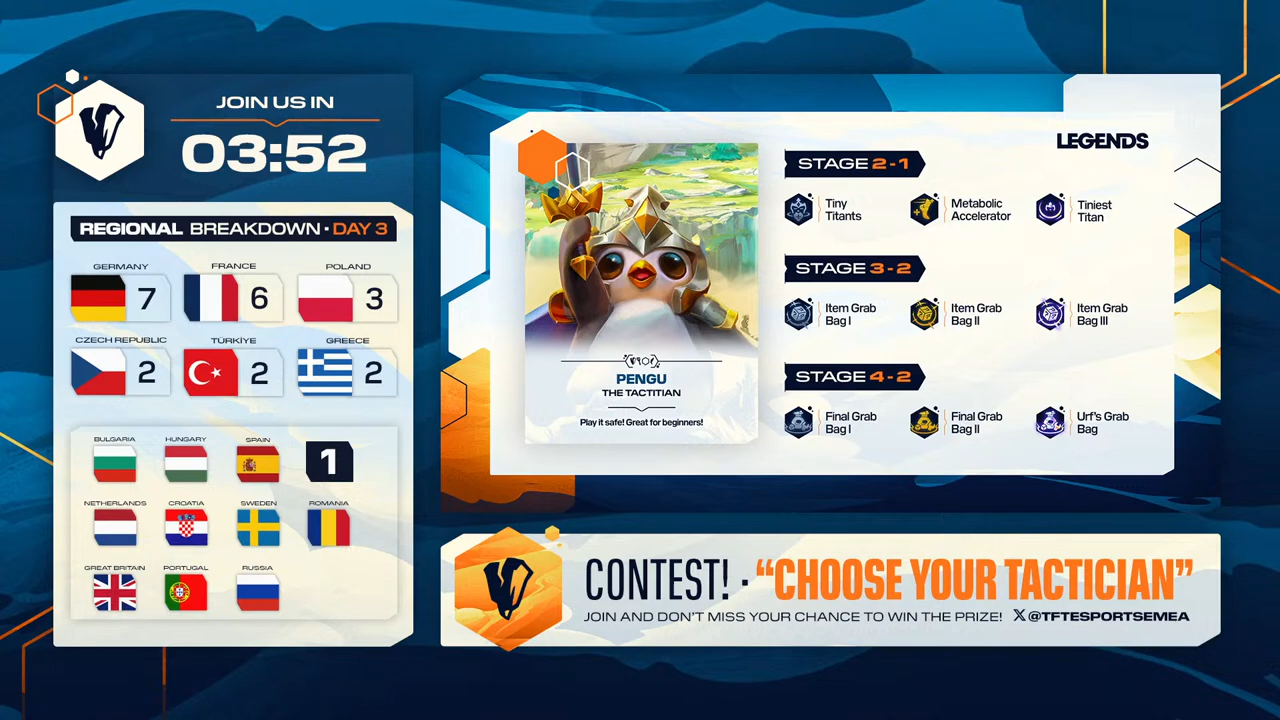 JOIN US IN
03:52
REGIONAL BREAKDOWN · DAY 3
GERMANY
7
FRANCE
6
POLAND
3
CZECH REPUBLIC
2
TÜRKİYE
2
GREECE
2
BULGARIA
HUNGARY
SPAIN
1
NETHERLANDS
CROATIA
SWEDEN
ROMANIA
GREAT BRITAIN
PORTUGAL
RUSSIA
LEGENDS
PENGU
THE TACTITIAN
Play it safe! Great for beginners!
STAGE 2-1
Tiny
Titans
Metabolic
Accelerator
Tiniest
Titan
STAGE 3-2
Item Grab
Bag I
Item Grab
Bag II
Item Grab
Bag III
STAGE 4-2
Final Grab
Bag I
Final Grab
Bag II
Urf's Grab
Bag
CONTEST! · “CHOOSE YOUR TACTICIAN”
JOIN AND DON'T MISS YOUR CHANCE TO WIN THE PRIZE! X @TFTESPORTSEMEA